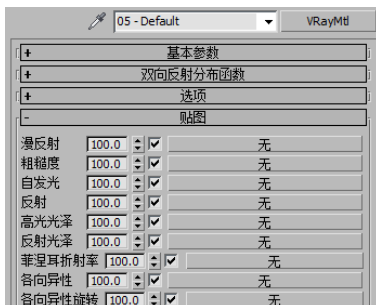 05 - Default VRayMtl
+ 基本参数
+ 双向反射分布函数
+ 选项
- 贴图
漫反射 100.0 无
粗糙度 100.0 无
自发光 100.0 无
反射 100.0 无
高光光泽 100.0 无
反射光泽 100.0 无
菲涅耳折射率 100.0 无
各向异性 100.0 无
各向异性旋转 100.0 无